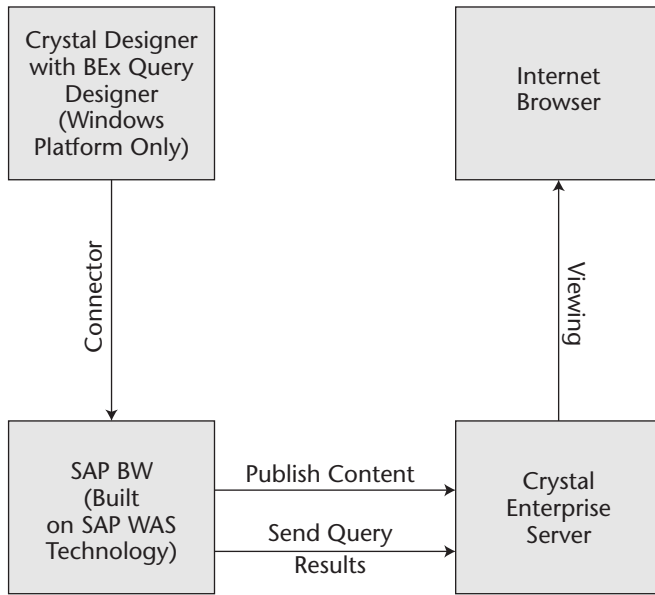 Crystal Designer
with BEx Query
Designer
(Windows
Platform Only)
Internet
Browser
Connector
Viewing
SAP BW
(Built
on SAP WAS
Technology)
Publish Content
Send Query
Results
Crystal
Enterprise
Server